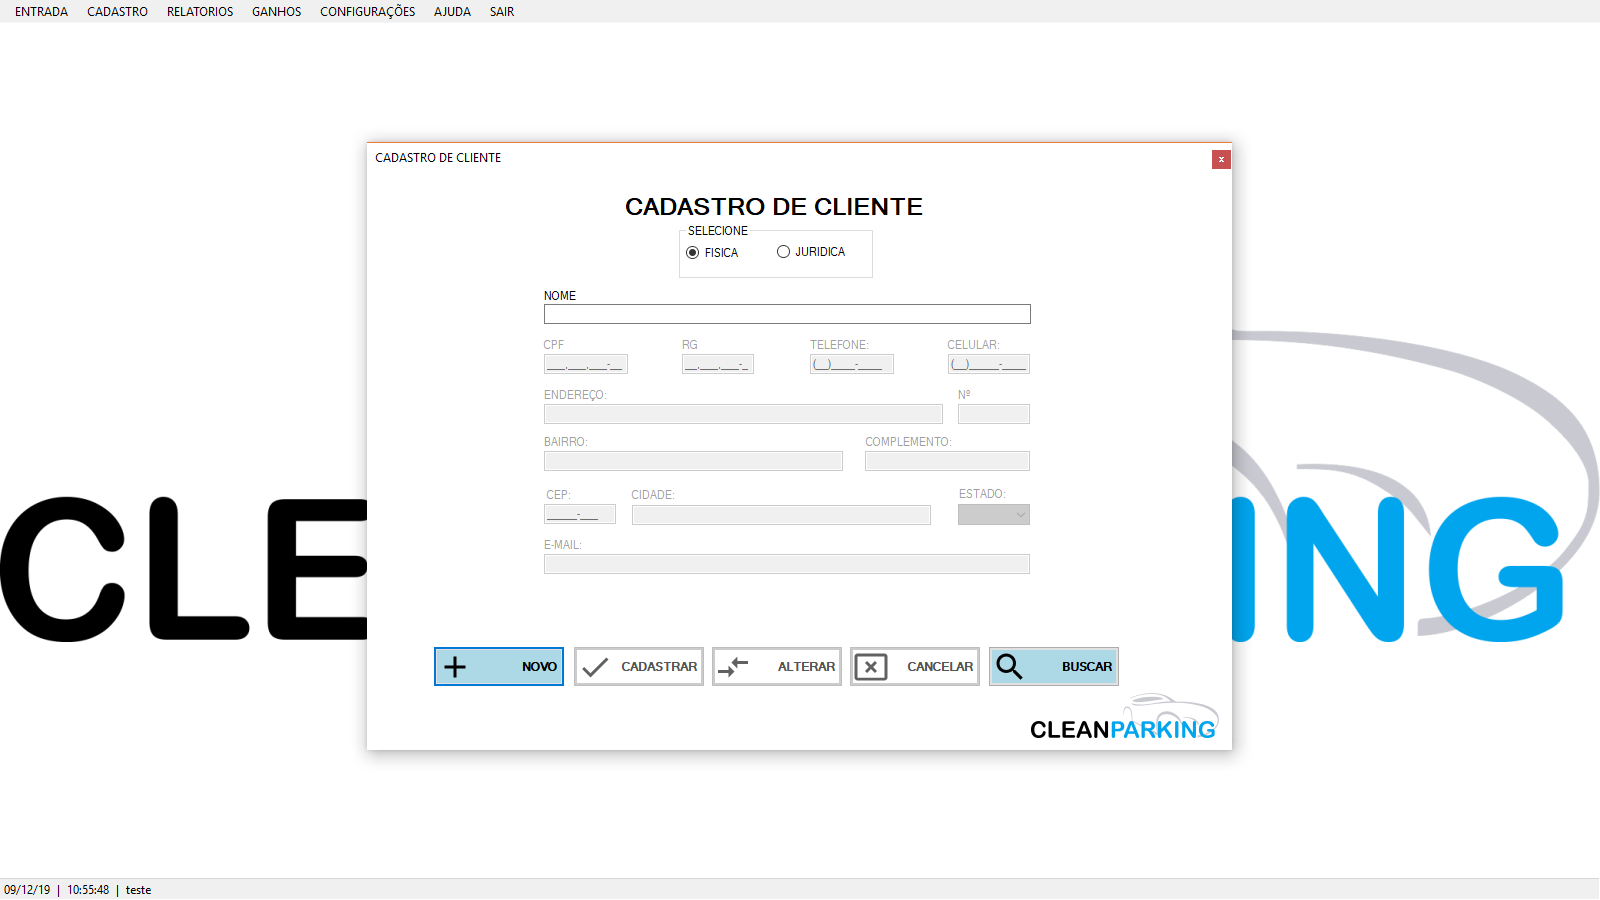 ENTRADA CADASTRO RELATORIOS GANHOS CONFIGURAÇÕES AJUDA SAIR
CADASTRO DE CLIENTE
x
CADASTRO DE CLIENTE
SELECIONE
FISICA JURIDICA
NOME
CPF RG TELEFONE: CELULAR:
___.___.___-__ __.___.___-_ (__)____-____ (__)_____-____
ENDEREÇO: Nº
BAIRRO: COMPLEMENTO:
CEP: CIDADE: ESTADO:
_____-___
E-MAIL:
CLE ING
NOVO CADASTRAR ALTERAR CANCELAR BUSCAR
CLEANPARKING
09/12/19 | 10:55:48 | teste